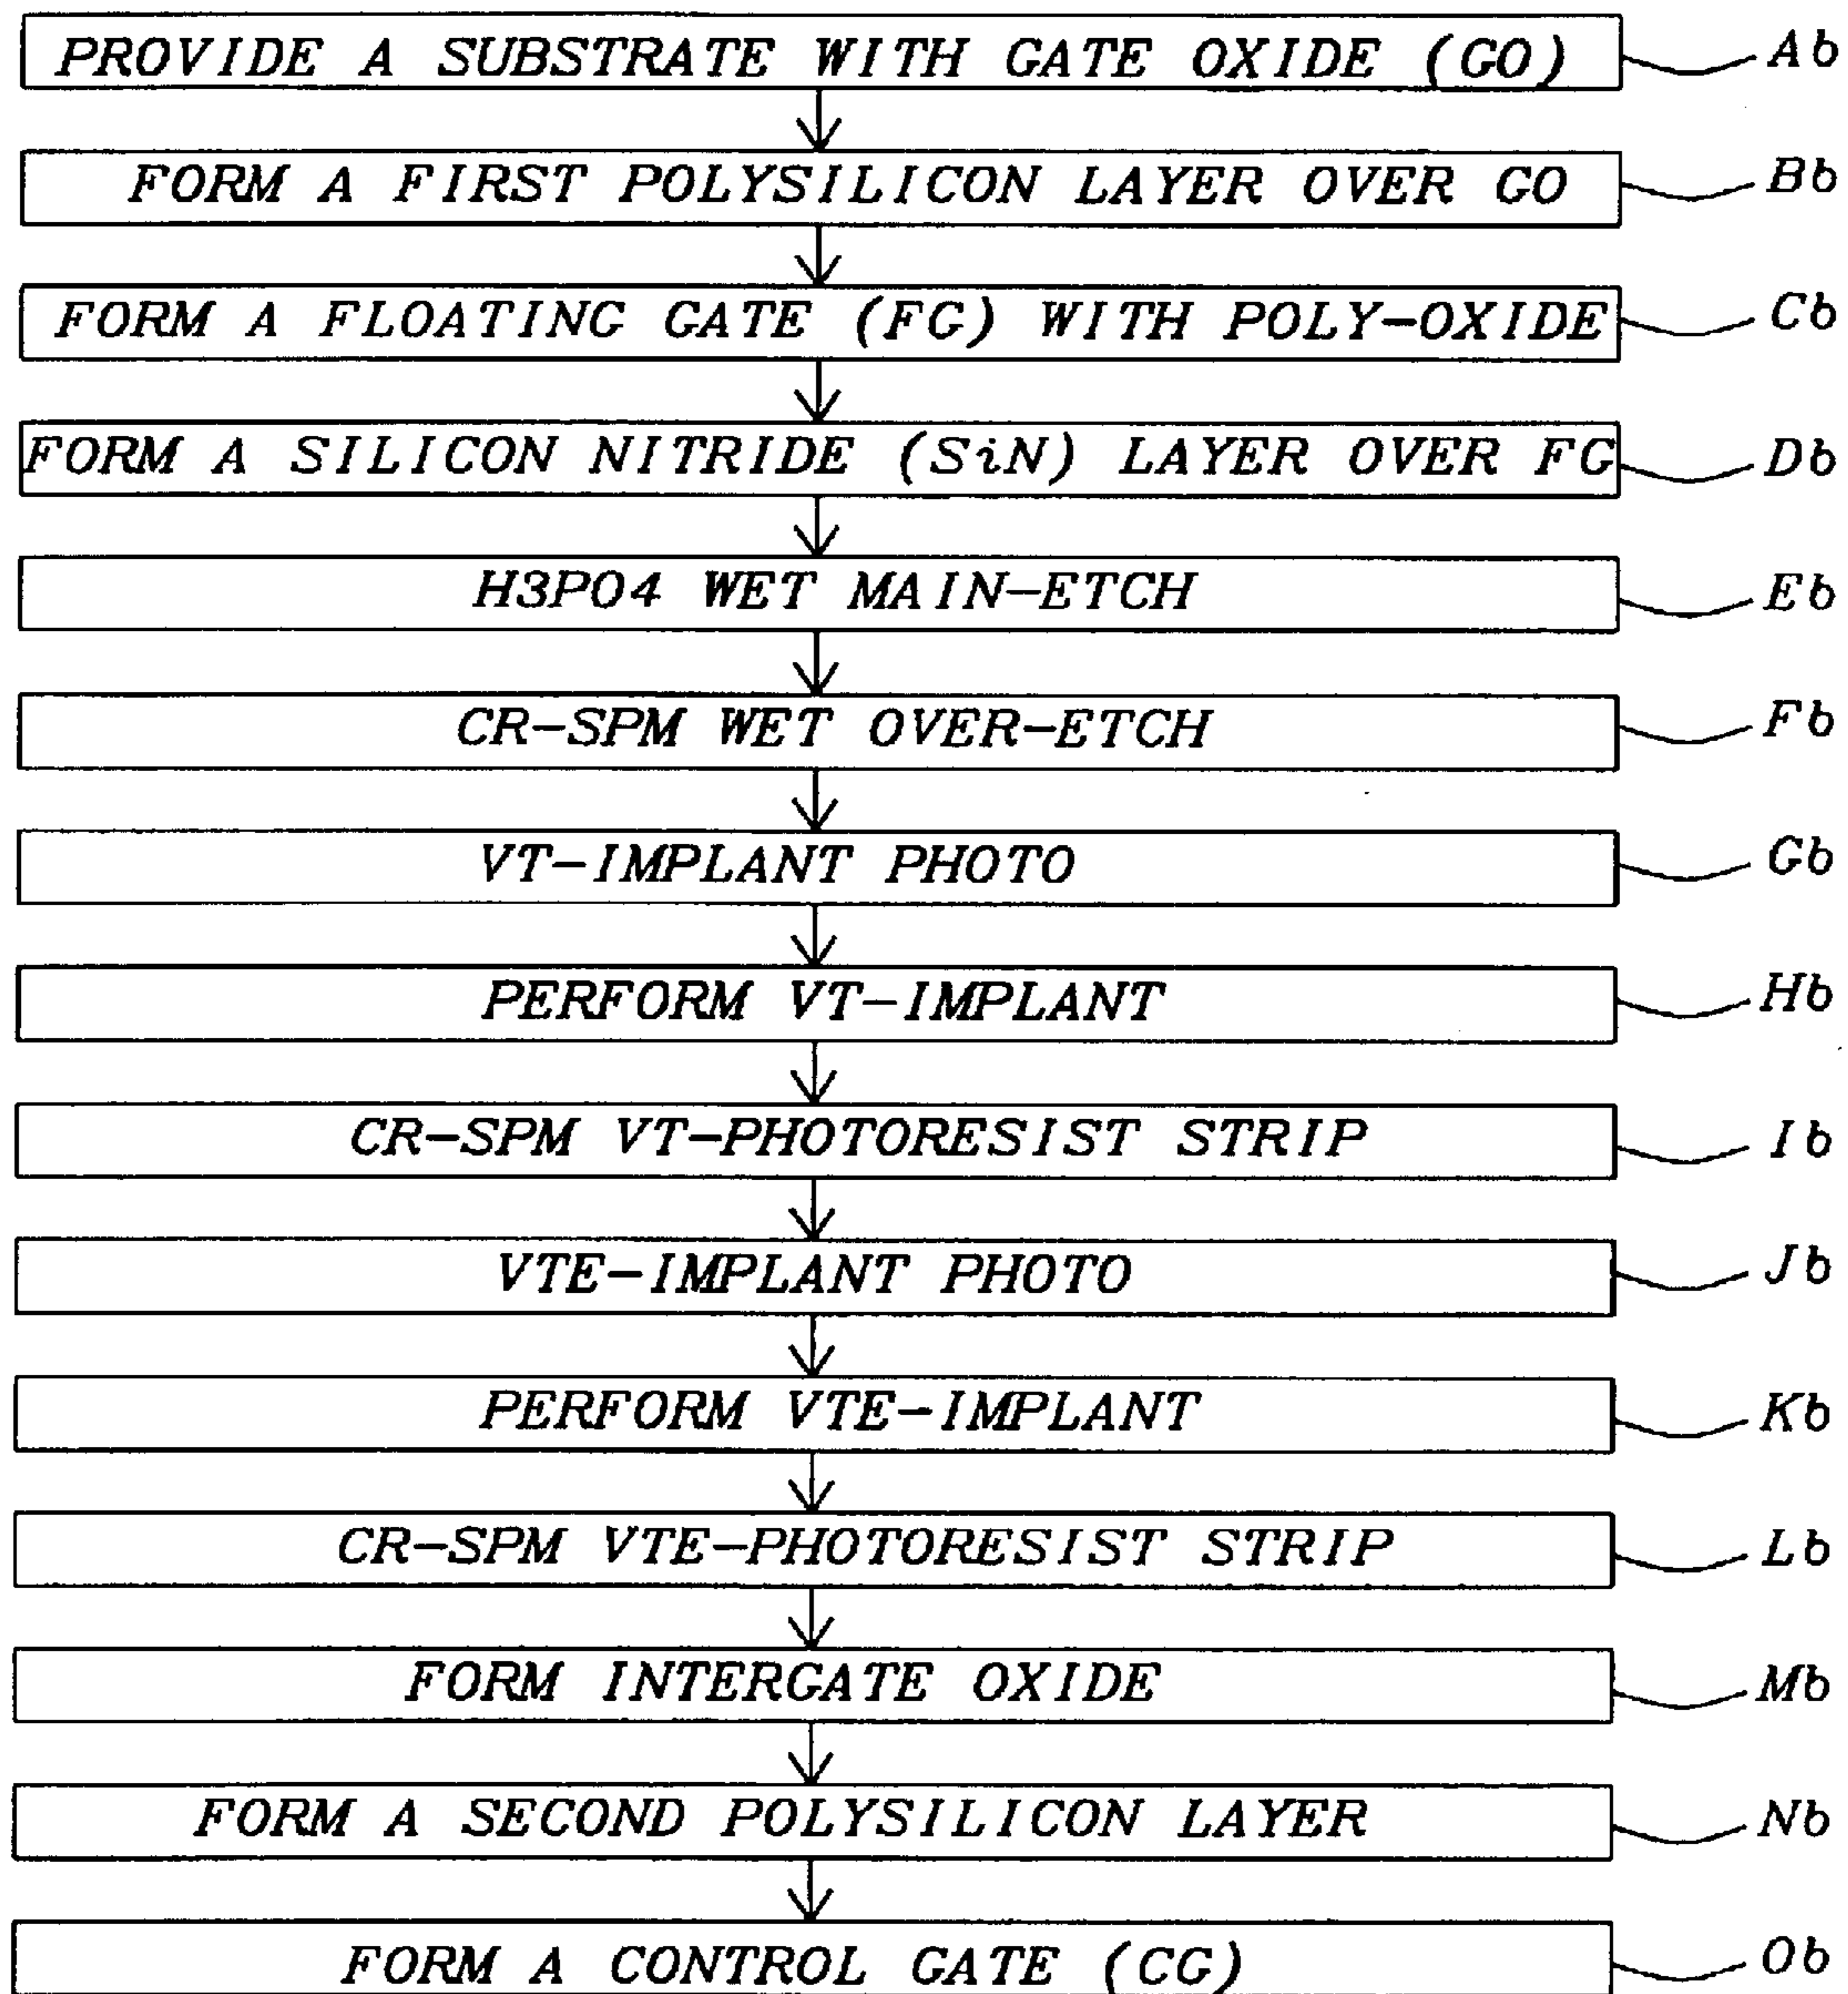 PROVIDE A SUBSTRATE WITH GATE OXIDE (GO) Ab
FORM A FIRST POLYSILICON LAYER OVER GO Bb
FORM A FLOATING GATE (FG) WITH POLY-OXIDE Cb
FORM A SILICON NITRIDE (SiN) LAYER OVER FG Db
H3PO4 WET MAIN-ETCH Eb
CR-SPM WET OVER-ETCH Fb
VT-IMPLANT PHOTO Gb
PERFORM VT-IMPLANT Hb
CR-SPM VT-PHOTORESIST STRIP Ib
VTE-IMPLANT PHOTO Jb
PERFORM VTE-IMPLANT Kb
CR-SPM VTE-PHOTORESIST STRIP Lb
FORM INTERGATE OXIDE Mb
FORM A SECOND POLYSILICON LAYER Nb
FORM A CONTROL GATE (CG) Ob